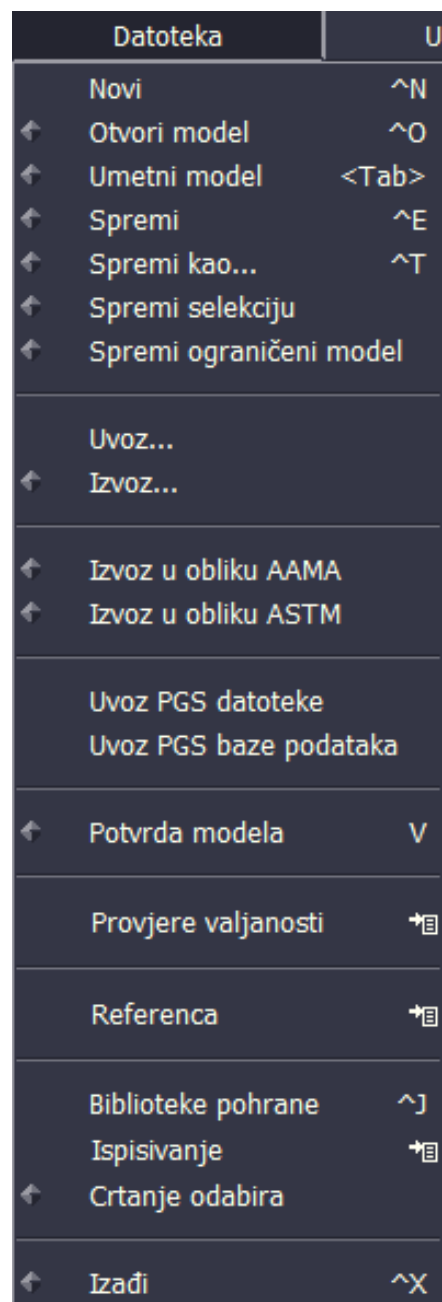 Datoteka U
Novi ^N
Otvori model ^O
Umetni model <Tab>
Spremi ^E
Spremi kao... ^T
Spremi selekciju
Spremi ograničeni model
Uvoz...
Izvoz...
Izvoz u obliku AAMA
Izvoz u obliku ASTM
Uvoz PGS datoteke
Uvoz PGS baze podataka
Potvrda modela V
Provjere valjanosti
Referenca
Biblioteke pohrane ^J
Ispisivanje
Crtanje odabira
Izađi ^X